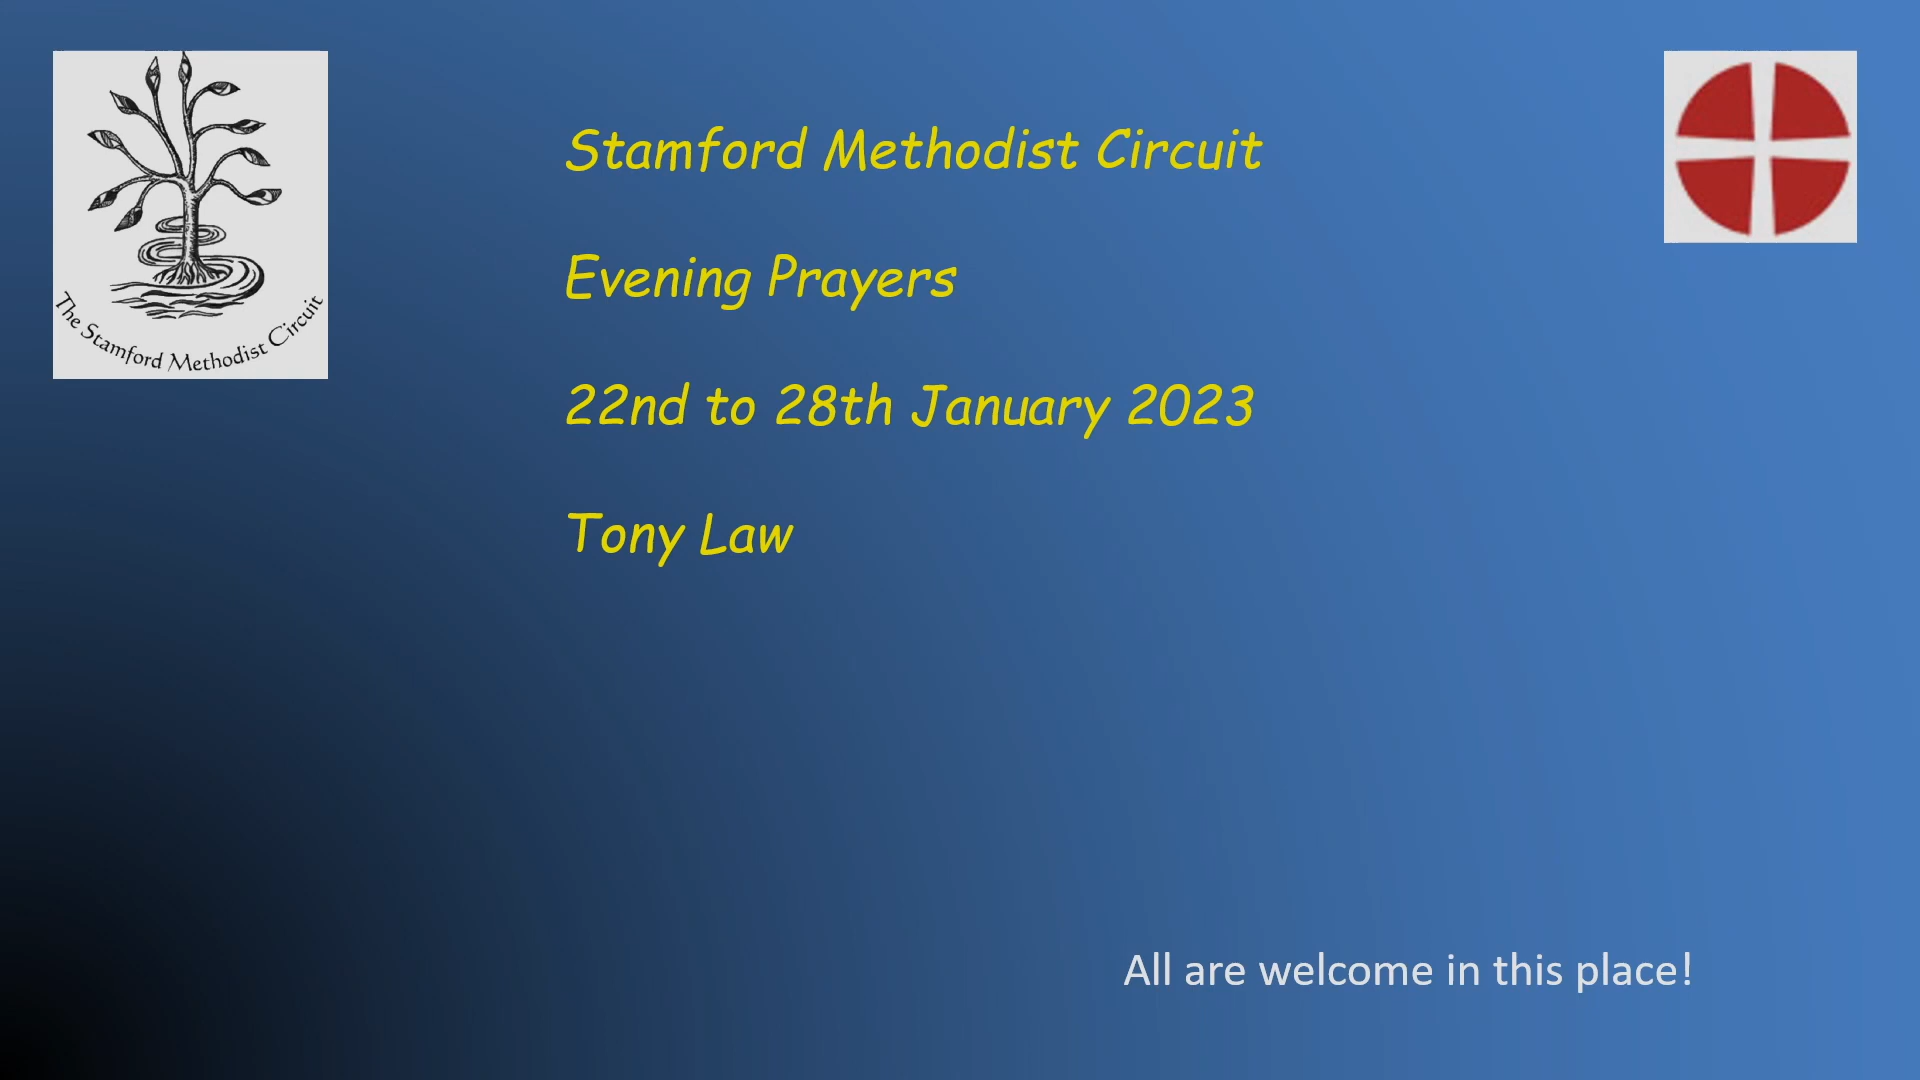 The Stamford Methodist Circuit
Stamford Methodist Circuit
Evening Prayers
22nd to 28th January 2023
Tony Law
All are welcome in this place!